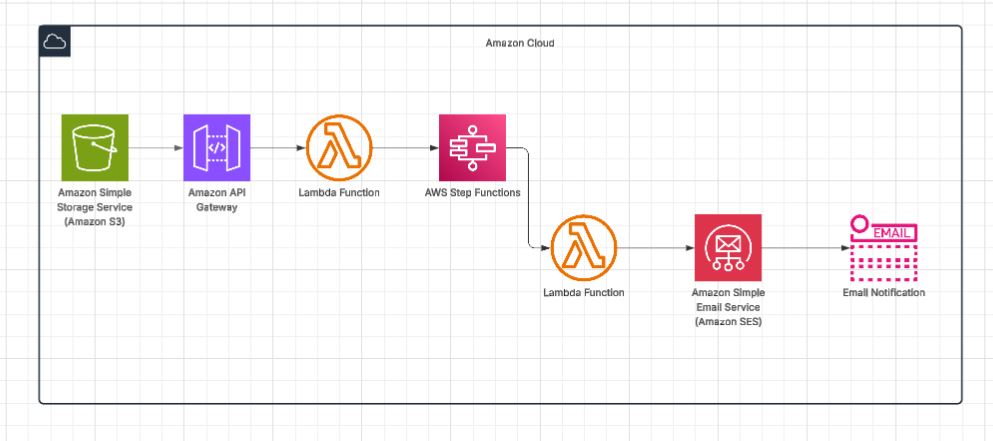 Amazon Cloud
Amazon Simple
Storage Service
(Amazon S3)
Amazon API
Gateway
Lambda Function
AWS Step Functions
Lambda Function
Amazon Simple
Email Service
(Amazon SES)
EMAIL
Email Notification